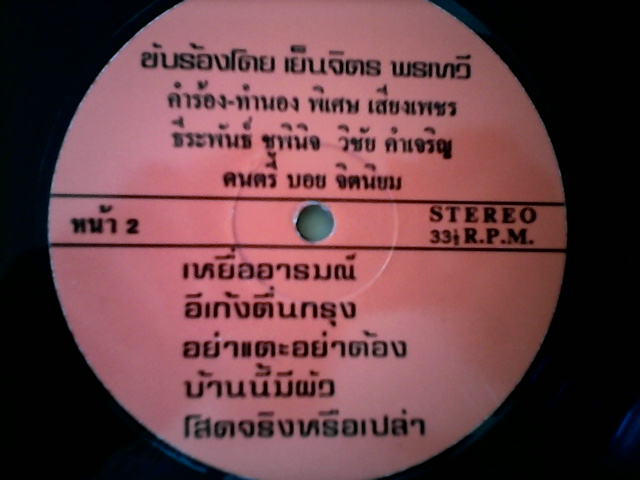 ขับร้องโดย เย็นจิตร พรเทวี
คำร้อง-ทำนอง พิเศษ เสียงเพชร
ธีระพันธ์ ชูพินิจ วิชัย คำเจริญ
ดนตรี บอย จิตนิยม
หน้า 2
STEREO
33⅓ R.P.M.
เหยื่ออารมณ์
อีเก้งตื่นกรุง
อย่าแตะอย่าต้อง
บ้านนี้มีผัว
โสดจริงหรือเปล่า